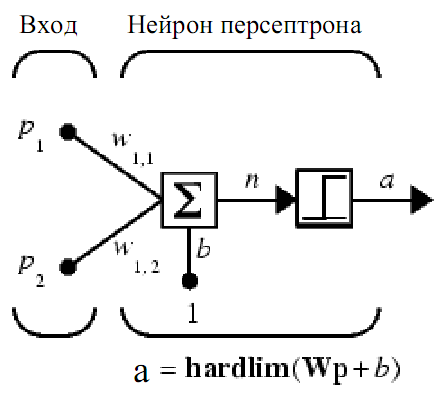 Вход Нейрон персептрона
p1
w1,1
Σ n a
b
p2
w1,2
1
a = hardlim(Wp+b)